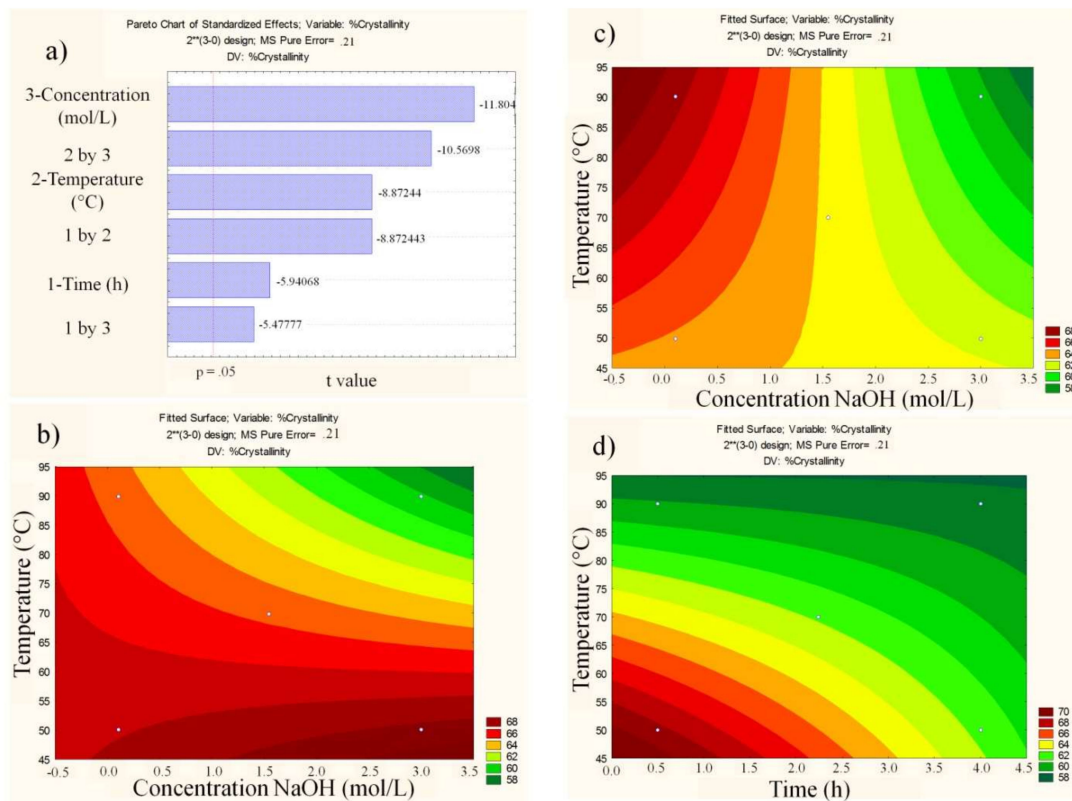 a)
Pareto Chart of Standardized Effects; Variable: %Crystallinity
2**(3-0) design; MS Pure Error= .21
DV: %Crystallinity
3-Concentration
(mol/L)
-11.804
2 by 3
-10.5698
2-Temperature
(°C)
-8.87244
1 by 2
-8.872443
1-Time (h)
-5.94068
1 by 3
-5.47777
p = .05
t value
b)
Fitted Surface; Variable: %Crystallinity
2**(3-0) design; MS Pure Error= .21
DV: %Crystallinity
Temperature (°C)
95
90
85
80
75
70
65
60
55
50
45
-0.5 0.0 0.5 1.0 1.5 2.0 2.5 3.0 3.5
Concentration NaOH (mol/L)
68
66
64
62
60
58
c)
Fitted Surface; Variable: %Crystallinity
2**(3-0) design; MS Pure Error= .21
DV: %Crystallinity
Temperature (°C)
95
90
85
80
75
70
65
60
55
50
45
-0.5 0.0 0.5 1.0 1.5 2.0 2.5 3.0 3.5
Concentration NaOH (mol/L)
64
62
58
d)
Fitted Surface; Variable: %Crystallinity
2**(3-0) design; MS Pure Error= .21
DV: %Crystallinity
Temperature (°C)
95
90
85
80
75
70
65
60
55
50
45
0.0 0.5 1.0 1.5 2.0 2.5 3.0 3.5 4.0 4.5
Time (h)
70
68
66
64
62
60
58